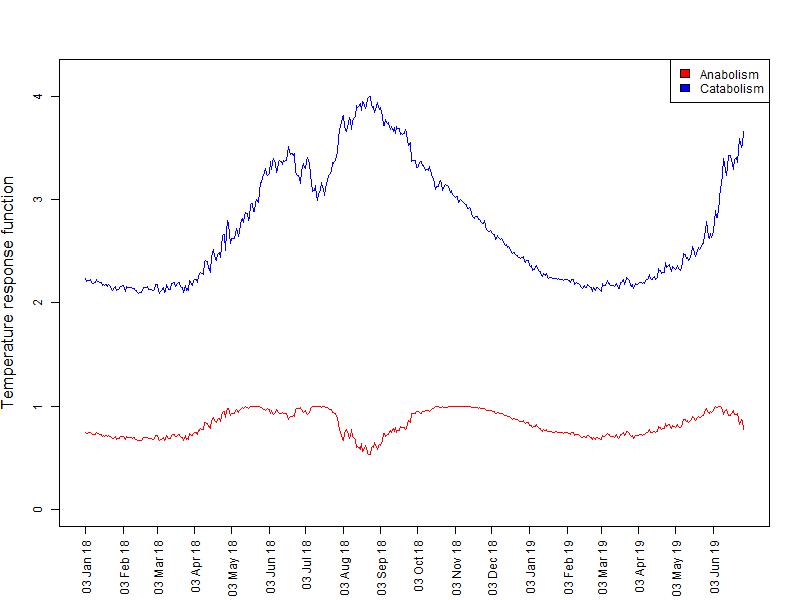 Anabolism
Catabolism
Temperature response function
4
3
2
1
0
03 Jan 18
03 Feb 18
03 Mar 18
03 Apr 18
03 May 18
03 Jun 18
03 Jul 18
03 Aug 18
03 Sep 18
03 Oct 18
03 Nov 18
03 Dec 18
03 Jan 19
03 Feb 19
03 Mar 19
03 Apr 19
03 May 19
03 Jun 19